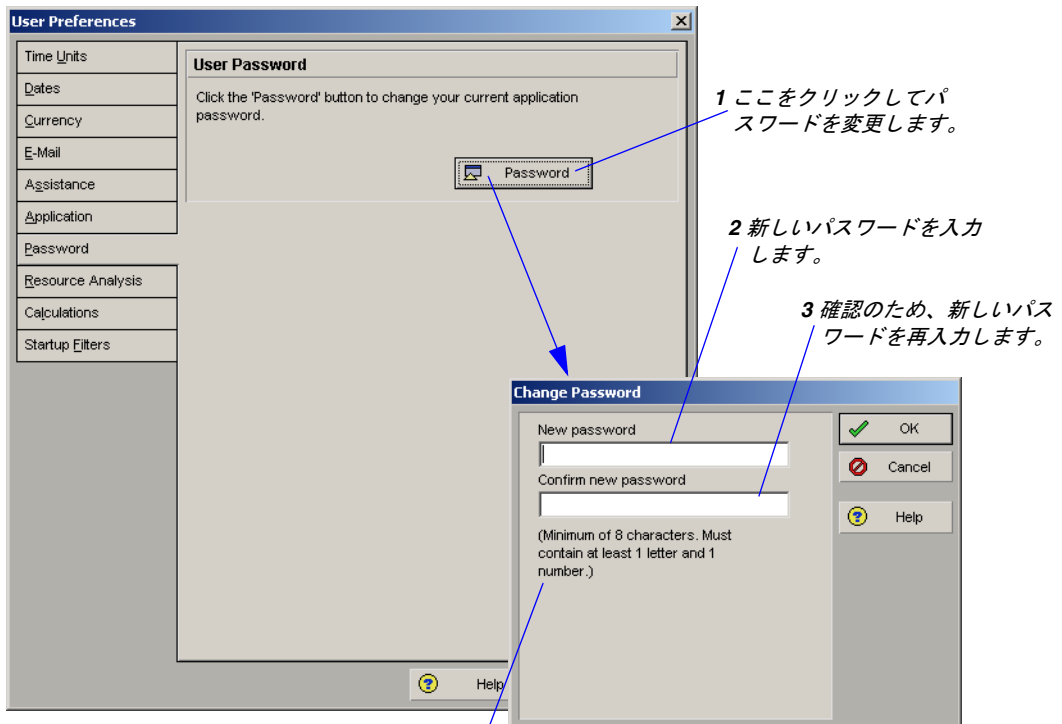 User Preferences
Time Units
Dates
Currency
E-Mail
Assistance
Application
Password
Resource Analysis
Calculations
Startup Filters
User Password
Click the 'Password' button to change your current application
password.
Password
1 ここをクリックしてパ
スワードを変更します。
2 新しいパスワードを入力
します。
3 確認のため、新しいパス
ワードを再入力します。
Help
Change Password
New password
Confirm new password
(Minimum of 8 characters. Must
contain at least 1 letter and 1
number.)
OK
Cancel
Help